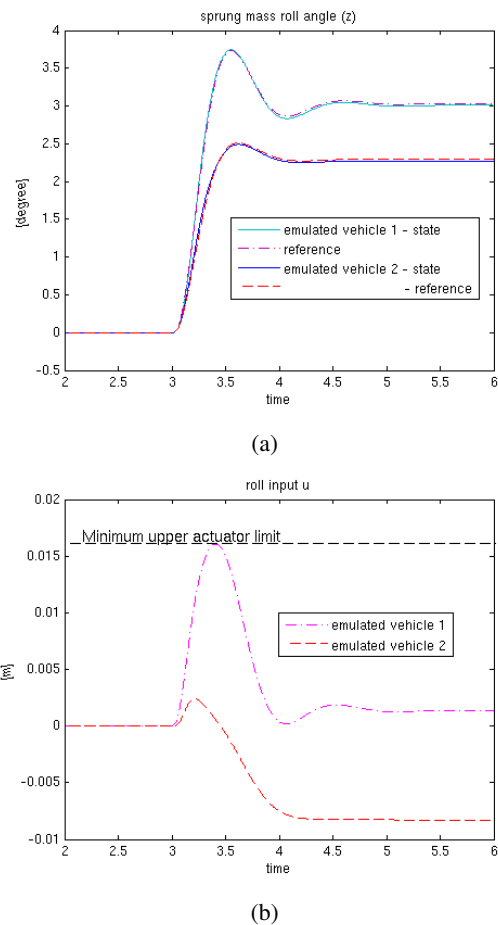 sprung mass roll angle (z)
4
3.5
3
2.5
2
1.5
1
0.5
0
-0.5
[degree]
emulated vehicle 1 - state
reference
emulated vehicle 2 - state
- reference
2 2.5 3 3.5 4 4.5 5 5.5 6
time
(a)
roll input u
0.02
0.015
0.01
0.005
0
-0.005
-0.01
[m]
Minimum upper actuator limit
emulated vehicle 1
emulated vehicle 2
2 2.5 3 3.5 4 4.5 5 5.5 6
time
(b)